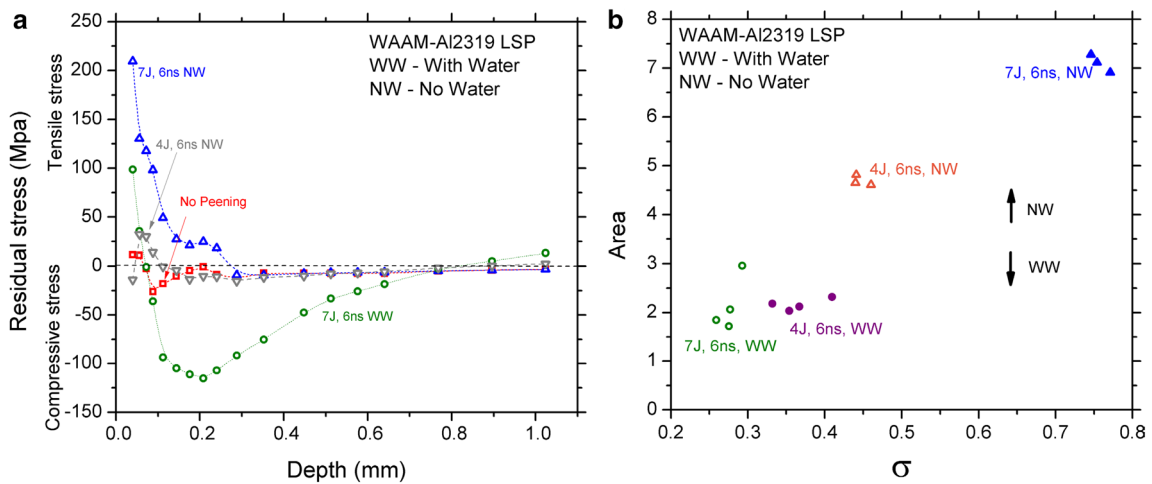 a
250
200
150
100
50
0
-50
-100
-150
0.0
0.2
0.4
0.6
0.8
1.0
Residual stress (Mpa)
Tensile stress
Compressive stress
Depth (mm)
WAAM-Al2319 LSP
WW - With Water
NW - No Water
7J, 6ns NW
4J, 6ns NW
No Peening
7J, 6ns WW
b
8
7
6
5
4
3
2
1
0
0.2
0.3
0.4
0.5
0.6
0.7
0.8
Area
σ
WAAM-Al2319 LSP
WW - With Water
NW - No Water
7J, 6ns, NW
4J, 6ns, NW
NW
WW
4J, 6ns, WW
7J, 6ns, WW